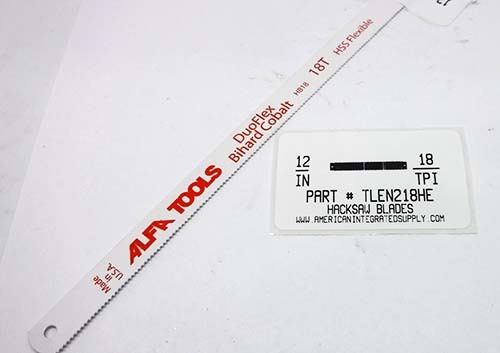 Made
in
U.S.A.
ALFA TOOLS
DuoFlex
Bihard Cobalt
HB18
18T
HSS Flexible
12
IN
18
TPI
PART # TLEN218HE
HACKSAW BLADES
WWW.AMERICANINTEGRATEDSUPPLY.COM